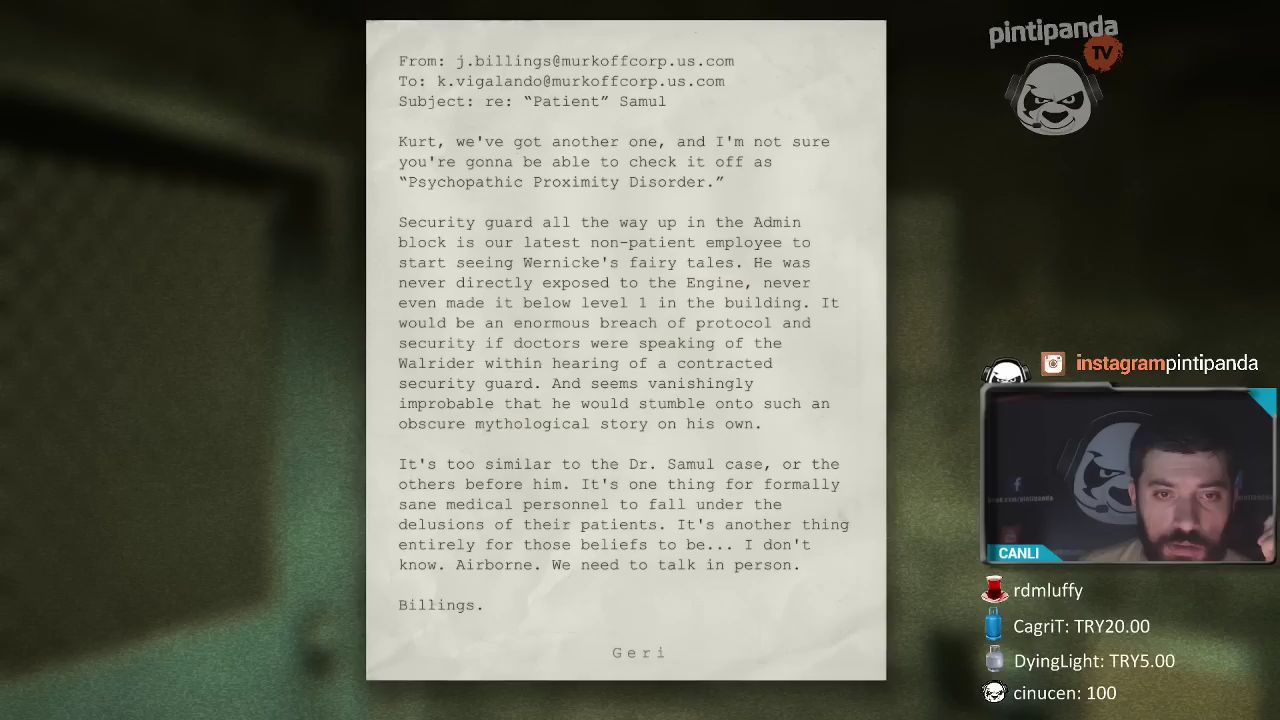 From: j.billings@murkoffcorp.us.com
To: k.vigalando@murkoffcorp.us.com
Subject: re: “Patient” Samul
Kurt, we've got another one, and I'm not sure
you're gonna be able to check it off as
“Psychopathic Proximity Disorder.”
Security guard all the way up in the Admin
block is our latest non-patient employee to
start seeing Wernicke's fairy tales. He was
never directly exposed to the Engine, never
even made it below level 1 in the building. It
would be an enormous breach of protocol and
security if doctors were speaking of the
Walrider within hearing of a contracted
security guard. And seems vanishingly
improbable that he would stumble onto such an
obscure mythological story on his own.
It's too similar to the Dr. Samul case, or the
others before him. It's one thing for formally
sane medical personnel to fall under the
delusions of their patients. It's another thing
entirely for those beliefs to be... I don't
know. Airborne. We need to talk in person.
Billings.
Geri
pintipanda
TV
instagrampintipanda
CANLI
rdmluffy
CagriT: TRY20.00
DyingLight: TRY5.00
cinucen: 100